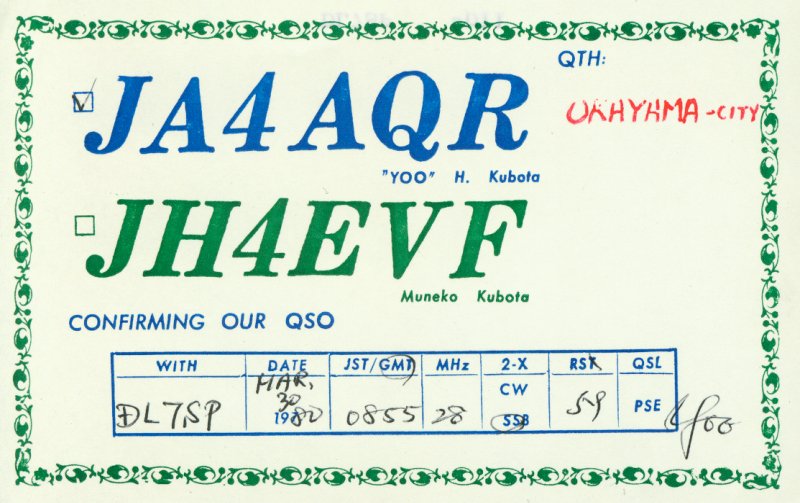 QTH:
JA4AQR
OKAYAMA-CITY
"YOO" H. Kubota
JH4EVF
Muneko Kubota
CONFIRMING OUR QSO
WITH DATE JST/GMT MHz 2-X RST QSL
DL7SP MAR, 30 1980 0855 28 CW SSB 59 PSE
Yoo